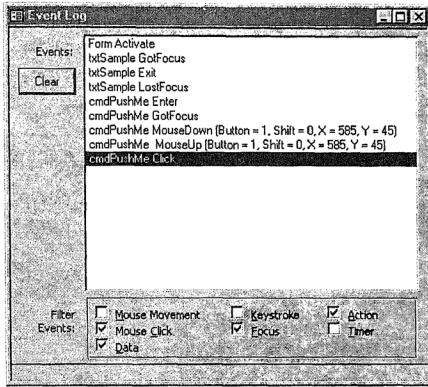 Event Log
Events:
Clear
Form Activate
txtSample GotFocus
txtSample Exit
txtSample LostFocus
cmdPushMe Enter
cmdPushMe GotFocus
cmdPushMe MouseDown (Button = 1, Shift = 0, X = 585, Y = 45)
cmdPushMe MouseUp (Button = 1, Shift = 0, X = 585, Y = 45)
cmdPushMe Click
Filter Events:
Mouse Movement
Keystroke
Action
Mouse Click
Focus
Timer
Data